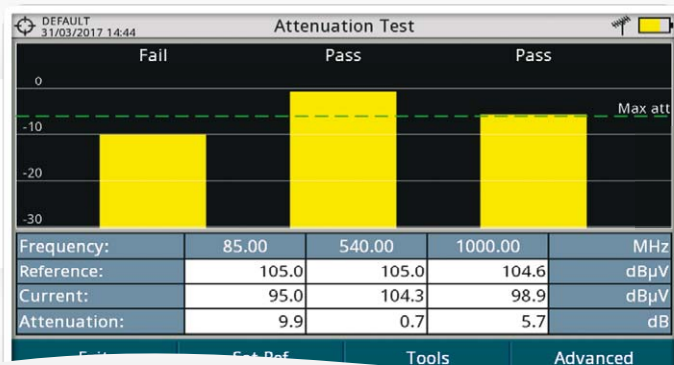 DEFAULT
31/03/2017 14:44
Attenuation Test
Fail Pass Pass
0
Max att
-10
-20
-30
Frequency: 85.00 540.00 1000.00 MHz
Reference: 105.0 105.0 104.6 dBµV
Current: 95.0 104.3 98.9 dBµV
Attenuation: 9.9 0.7 5.7 dB
Set Ref Tools Advanced